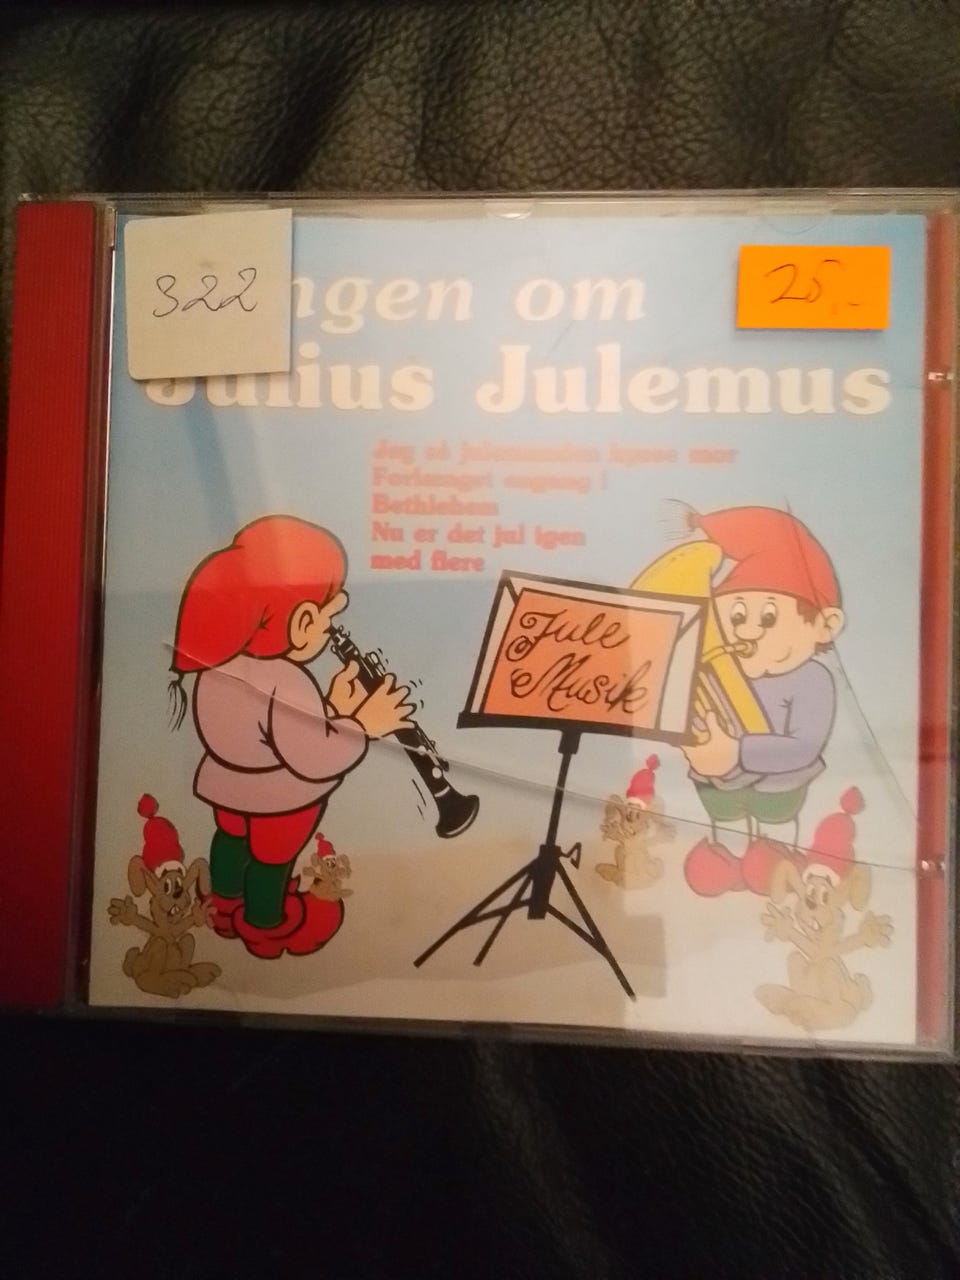 322
25,-
ngen om
Julius Julemus
Jeg så julemanden kysse mor
Forlænget engang i
Bethlehem
Nu er det jul igen
med flere
Jule
Musik